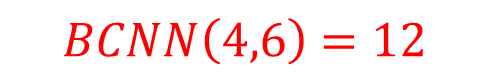 BCNN(4,6) = 12